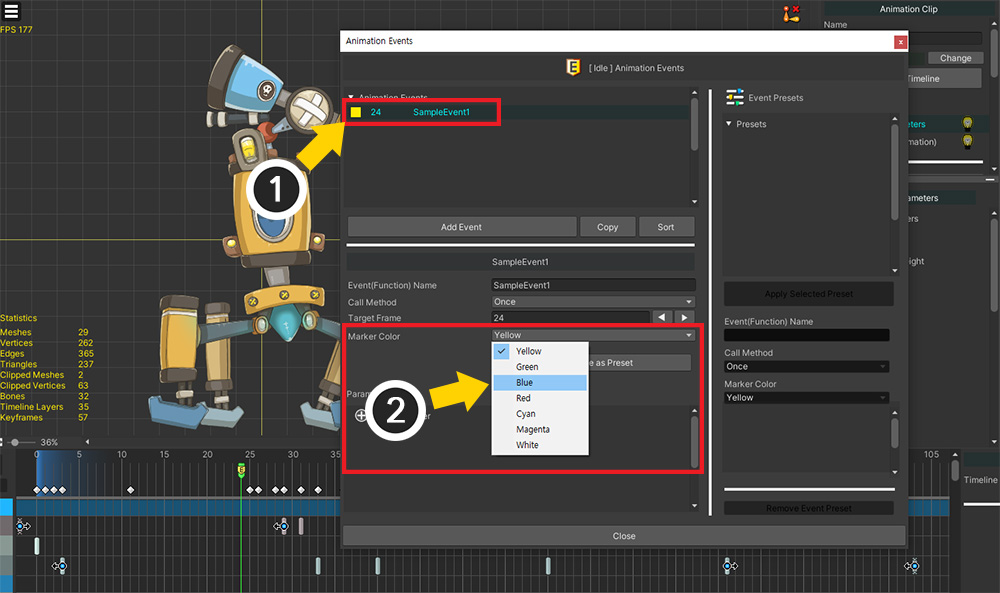 FPS 177
Animation Clip
Name
Change
Timeline
Animation Events
x
[ Idle ] Animation Events
Animation Events
24 SampleEvent1
1
Add Event
Copy
Sort
SampleEvent1
Event(Function) Name
SampleEvent1
Call Method
Once
Target Frame
24
Marker Color
Yellow
Yellow
Green
Blue
Red
Cyan
Magenta
White
e as Preset
Para
2
er
Event Presets
Presets
Apply Selected Preset
Event(Function) Name
Call Method
Once
Marker Color
Yellow
Remove Event Preset
Close
eters
mation)
ameters
ers
ight
Statistics
Meshes 29
Vertices 262
Edges 365
Triangles 237
Clipped Meshes 2
Clipped Vertices 63
Bones 32
Timeline Layers 35
Keyframes 57
36%
0 5 10 15 20 25 30 35
105
Timeline